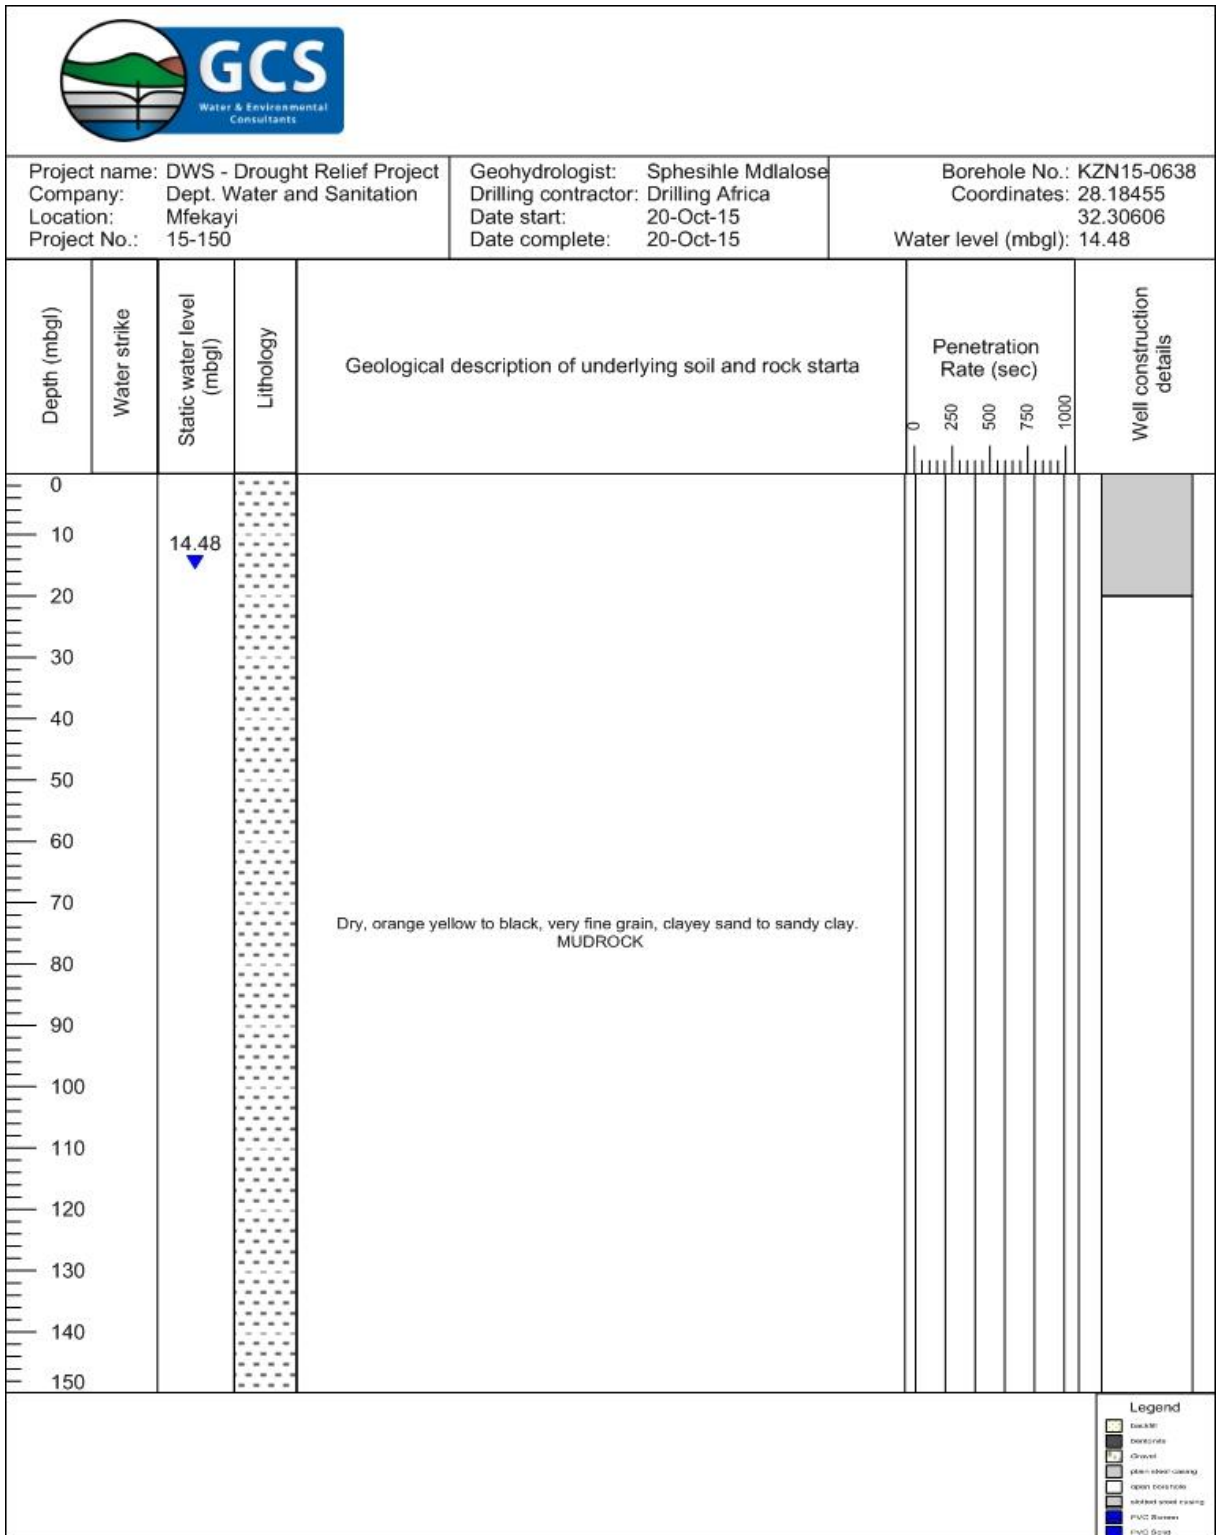 GCS
Water & Environmental
Consultants
Project name: DWS - Drought Relief Project
Company: Dept. Water and Sanitation
Location: Mfekayi
Project No.: 15-150
Geohydrologist: Sphesihle Mdlalose
Drilling contractor: Drilling Africa
Date start: 20-Oct-15
Date complete: 20-Oct-15
Borehole No.: KZN15-0638
Coordinates: 28.18455
32.30606
Water level (mbgl): 14.48
Depth (mbgl)
Water strike
Static water level
(mbgl)
Lithology
Geological description of underlying soil and rock starta
Penetration
Rate (sec)
0 250 500 750 1000
Well construction
details
0
10
14.48
20
30
40
50
60
70
Dry, orange yellow to black, very fine grain, clayey sand to sandy clay.
MUDROCK
80
90
100
110
120
130
140
150
Legend
backfill
bentonite
Gravel
plain steel casing
open borehole
slotted steel casing
PVC Screen
PVC Solid